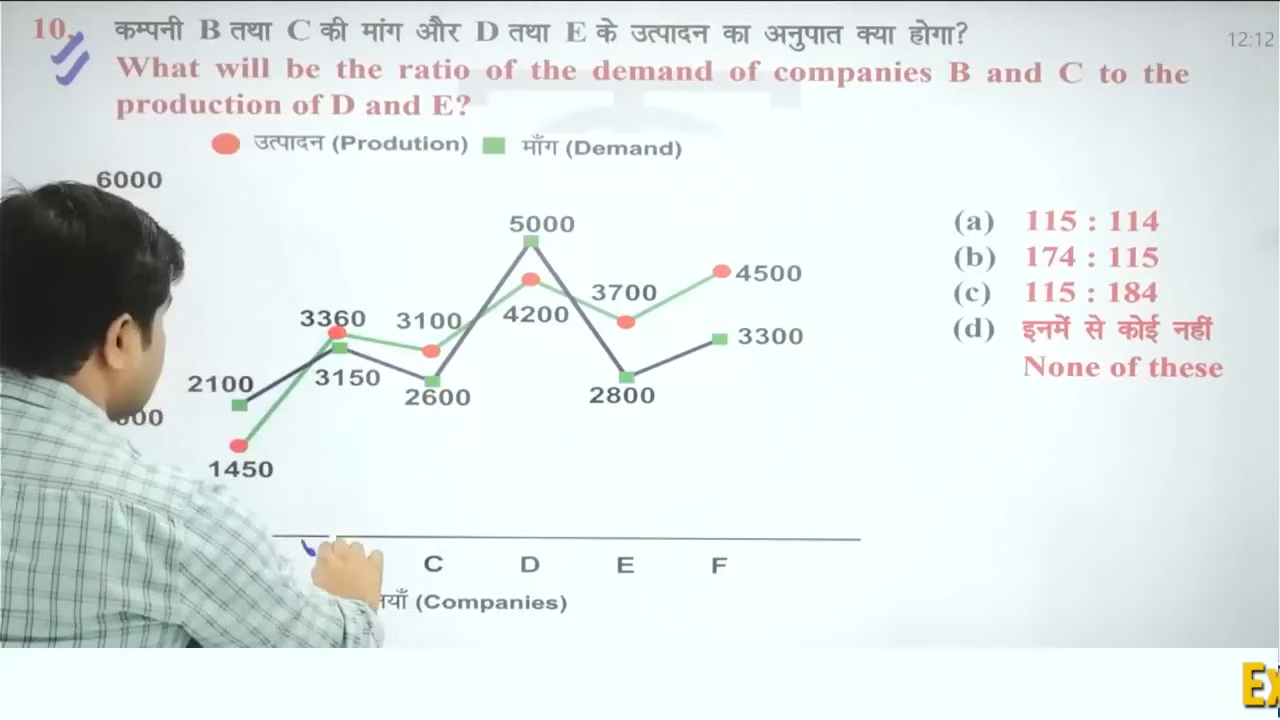 10. कम्पनी B तथा C की मांग और D तथा E के उत्पादन का अनुपात क्या होगा?
12:12
What will be the ratio of the demand of companies B and C to the
production of D and E?
उत्पादन (Prodution) माँग (Demand)
6000
5000
(a) 115 : 114
(b) 174 : 115
4500
3700
(c) 115 : 184
3360 3100 4200
(d) इनमें से कोई नहीं
None of these
3300
2100 3150
2600 2800
1450
C D E F
(Companies)